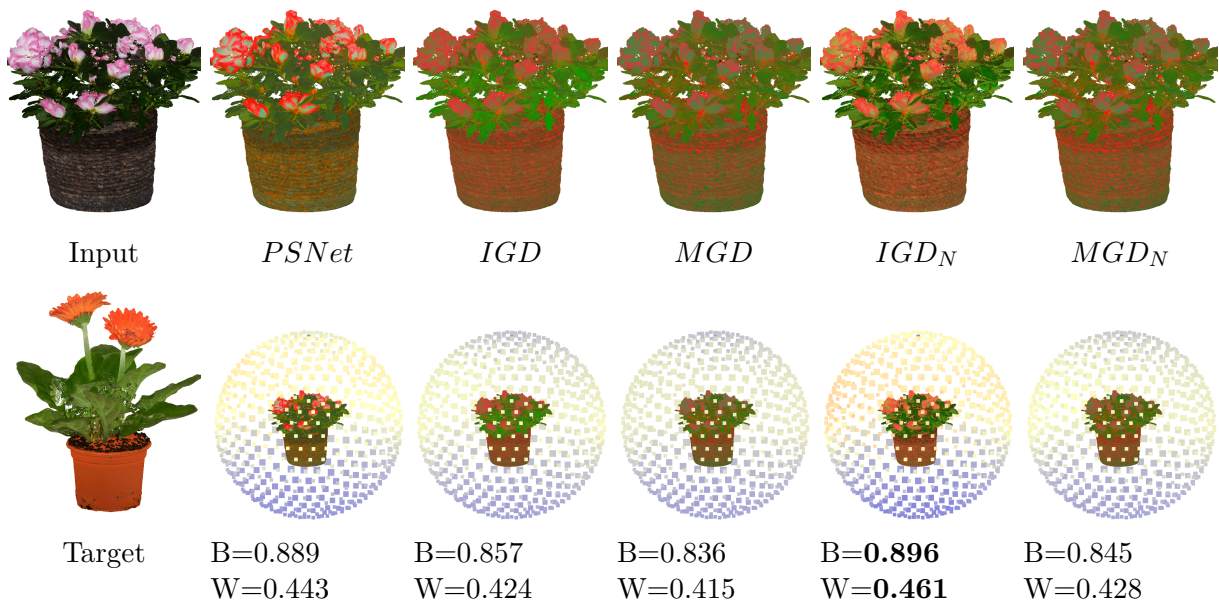 Input PSNet IGD MGD IGD_N MGD_N
Target B=0.889 B=0.857 B=0.836 B=0.896 B=0.845
W=0.443 W=0.424 W=0.415 W=0.461 W=0.428